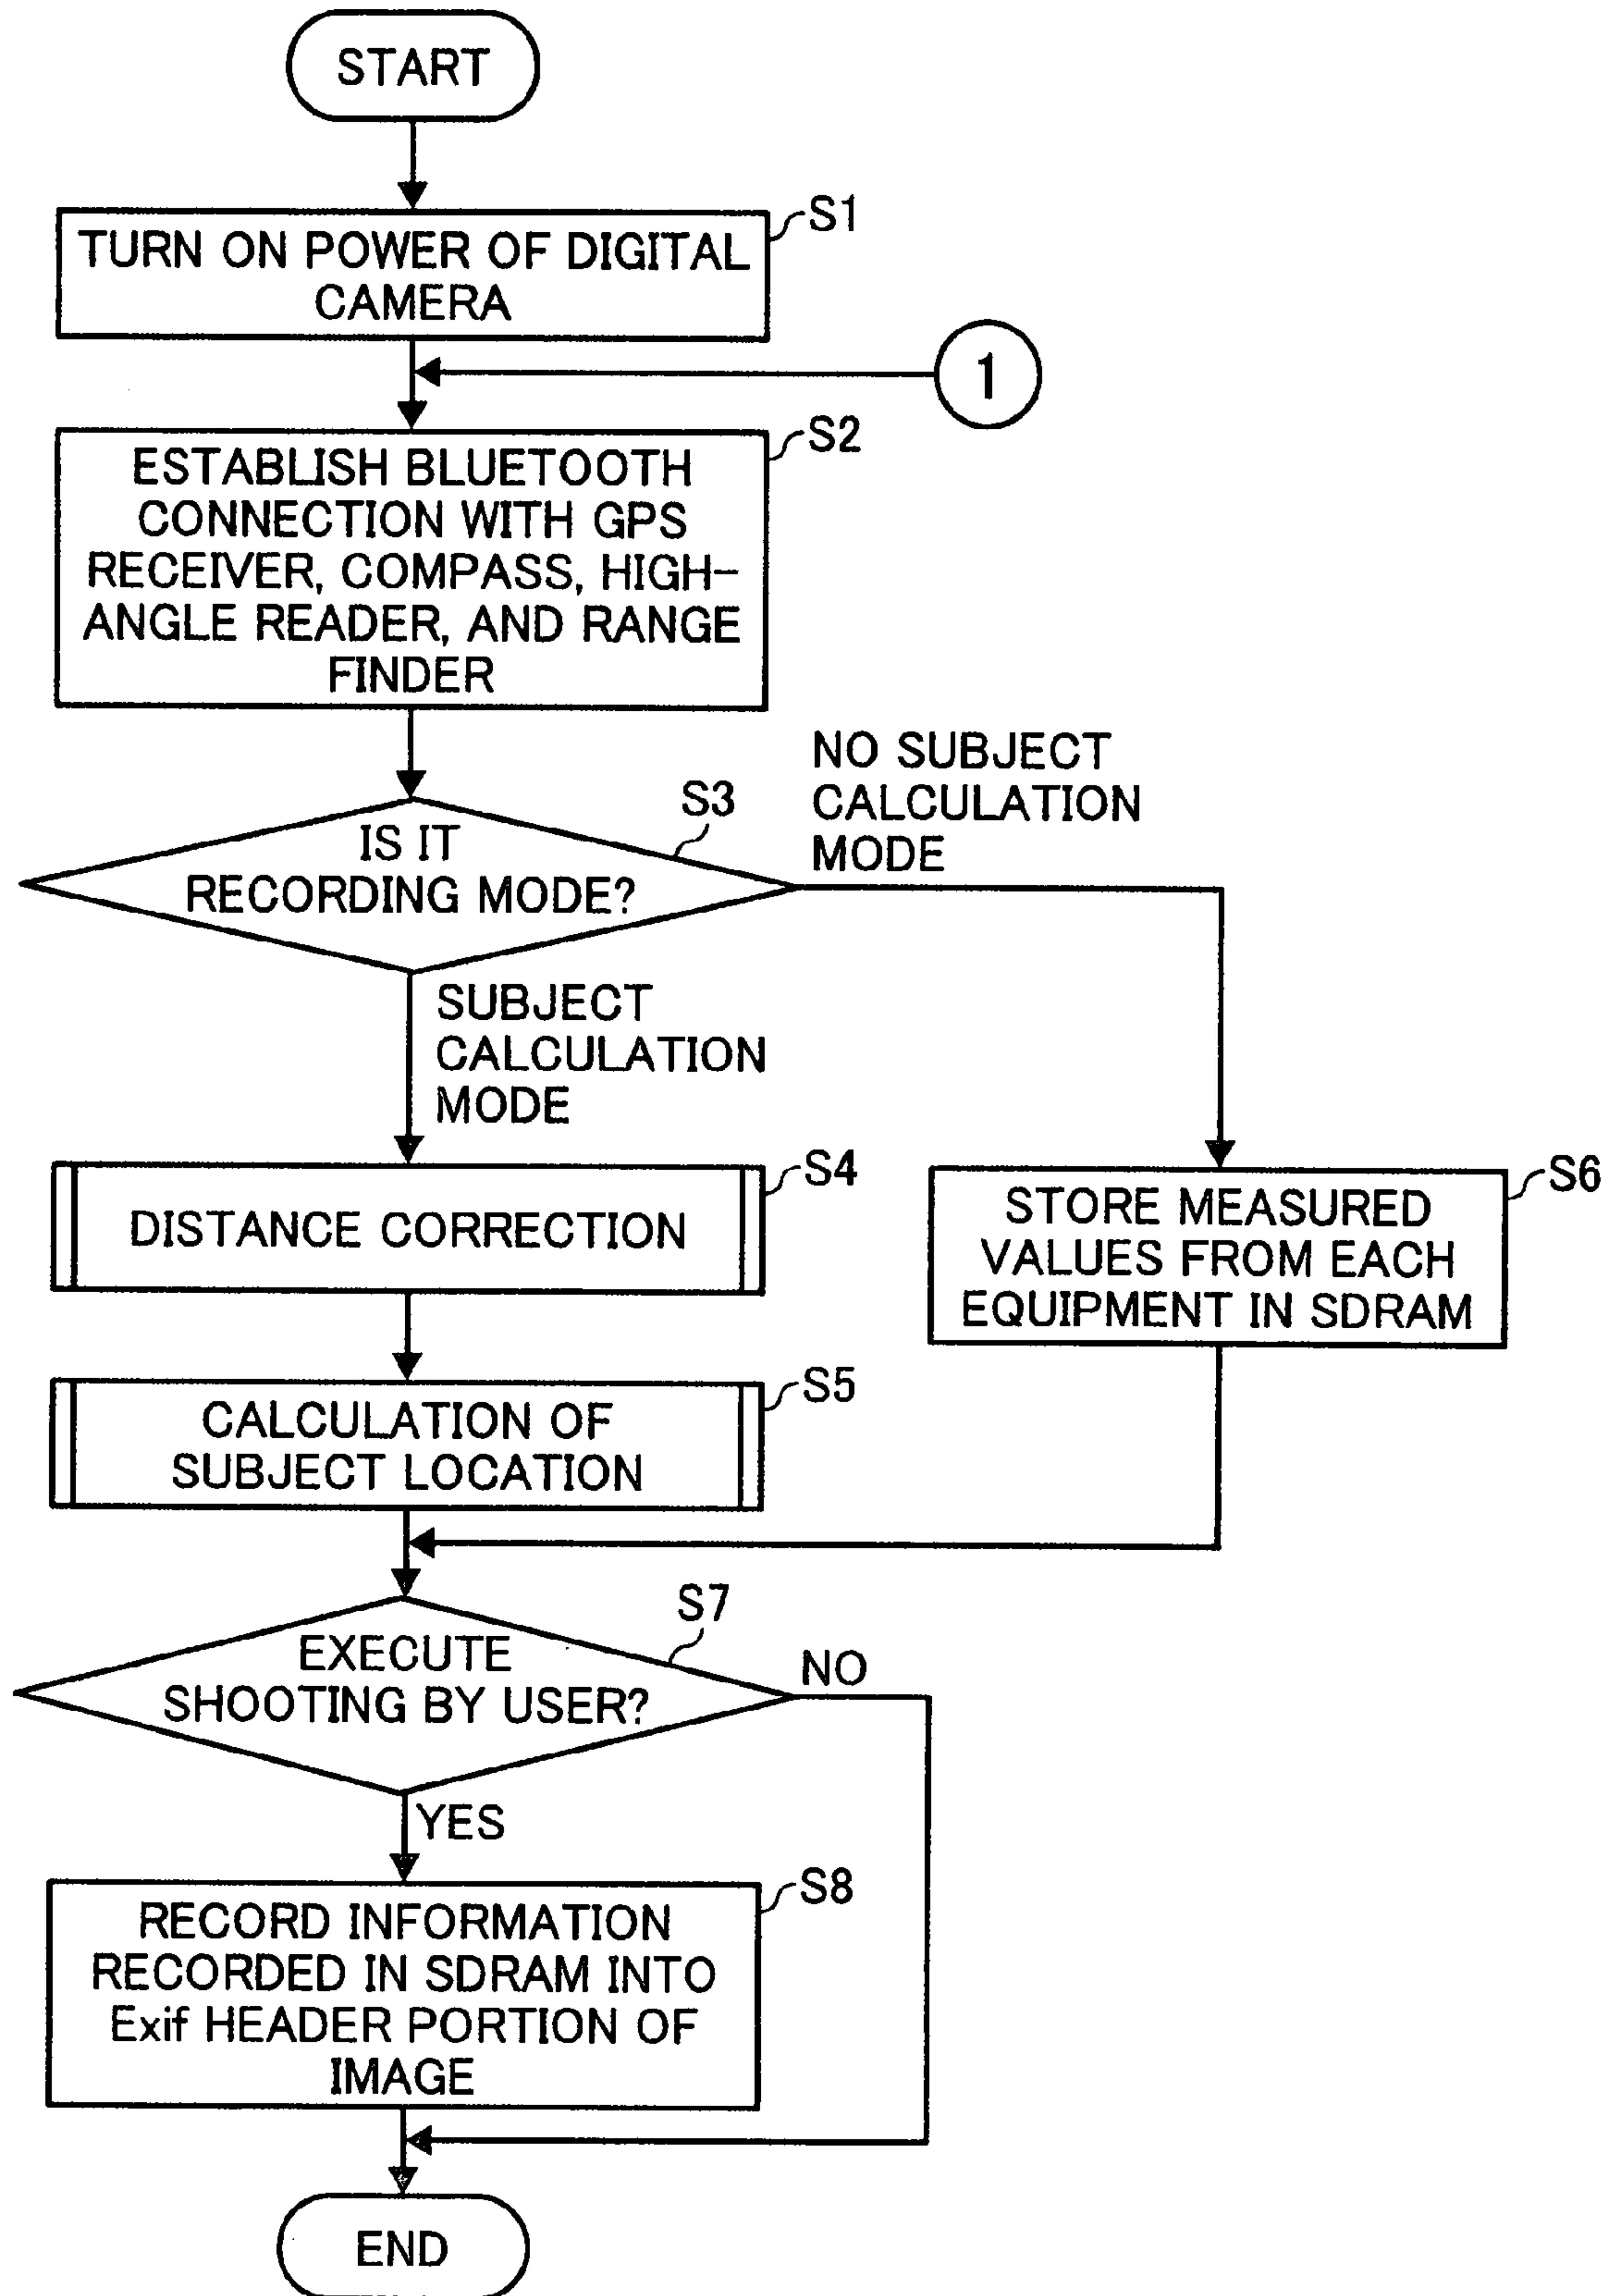 START
S1
TURN ON POWER OF DIGITAL
CAMERA
1
S2
ESTABLISH BLUETOOTH
CONNECTION WITH GPS
RECEIVER, COMPASS, HIGH-
ANGLE READER, AND RANGE
FINDER
S3
IS IT
RECORDING MODE?
NO SUBJECT
CALCULATION
MODE
SUBJECT
CALCULATION
MODE
S4
DISTANCE CORRECTION
S6
STORE MEASURED
VALUES FROM EACH
EQUIPMENT IN SDRAM
S5
CALCULATION OF
SUBJECT LOCATION
S7
EXECUTE
SHOOTING BY USER?
NO
YES
S8
RECORD INFORMATION
RECORDED IN SDRAM INTO
Exif HEADER PORTION OF
IMAGE
END